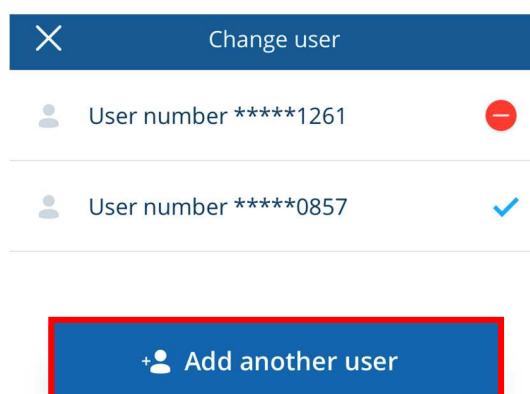 Change user
User number *****1261
User number *****0857
Add another user